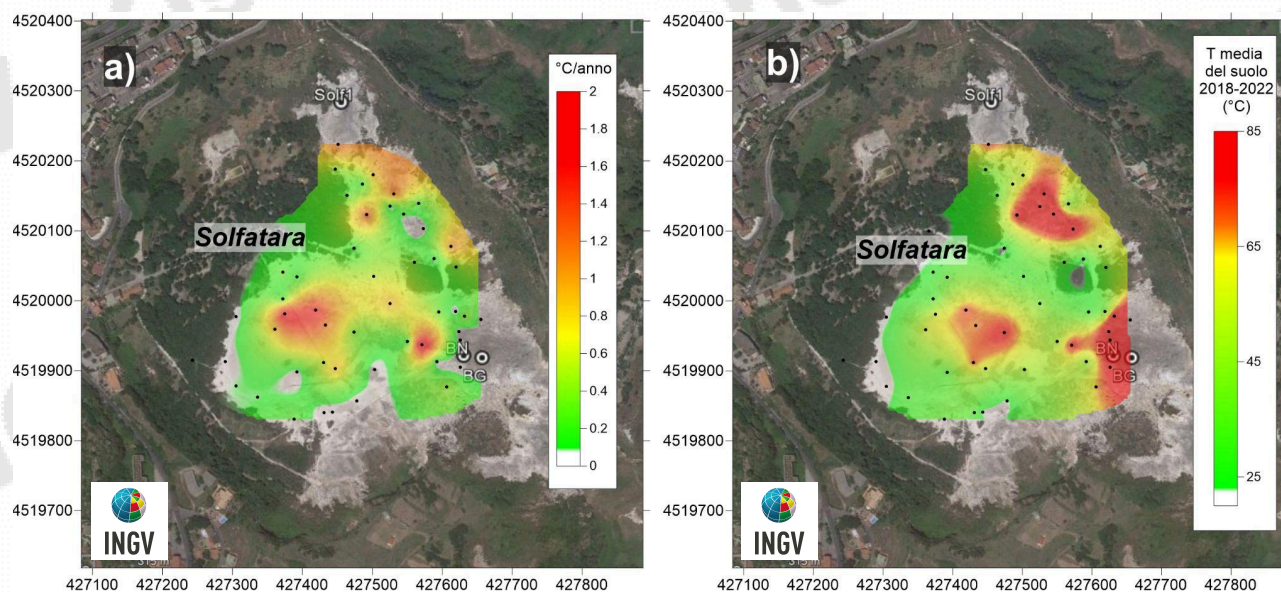 a)
4520400
4520300
4520200
4520100
4520000
4519900
4519800
4519700
427100 427200 427300 427400 427500 427600 427700 427800
Solf1
Solfatara
BN
BG
INGV
°C/anno
2
1.8
1.6
1.4
1.2
1
0.8
0.6
0.4
0.2
0
b)
4520400
4520300
4520200
4520100
4520000
4519900
4519800
4519700
427100 427200 427300 427400 427500 427600 427700 427800
Solf1
Solfatara
BN
BG
INGV
T media
del suolo
2018-2022
(°C)
85
65
45
25